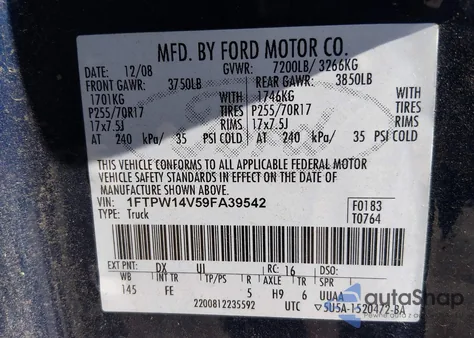 MFD. BY FORD MOTOR CO.
DATE: 12/08 GVWR: 7200LB/ 3266KG
FRONT GAWR: 3750LB REAR GAWR: 3850LB
1701KG WITH 1746KG WITH
P255/70R17 TIRES P255/70R17 TIRES
17x7.5J RIMS 17x7.5J RIMS
AT 240 kPa/ 35 PSI COLD AT 240 kPa/ 35 PSI COLD
THIS VEHICLE CONFORMS TO ALL APPLICABLE FEDERAL MOTOR
VEHICLE SAFETY STANDARDS IN EFFECT ON THE DATE OF
MANUFACTURE SHOWN ABOVE.
VIN: 1FTPW14V59FA39542 F0183
TYPE: Truck T0764
EXT PNT: DX UI RC: 16 DSO:
WB INT TR TP/PS R AXLE TR SPR
145 FE 5 H9 6 UUAA
2200812235592 UTC ▽5U5A-1520472-BA
autoAshap
Powered by Shap